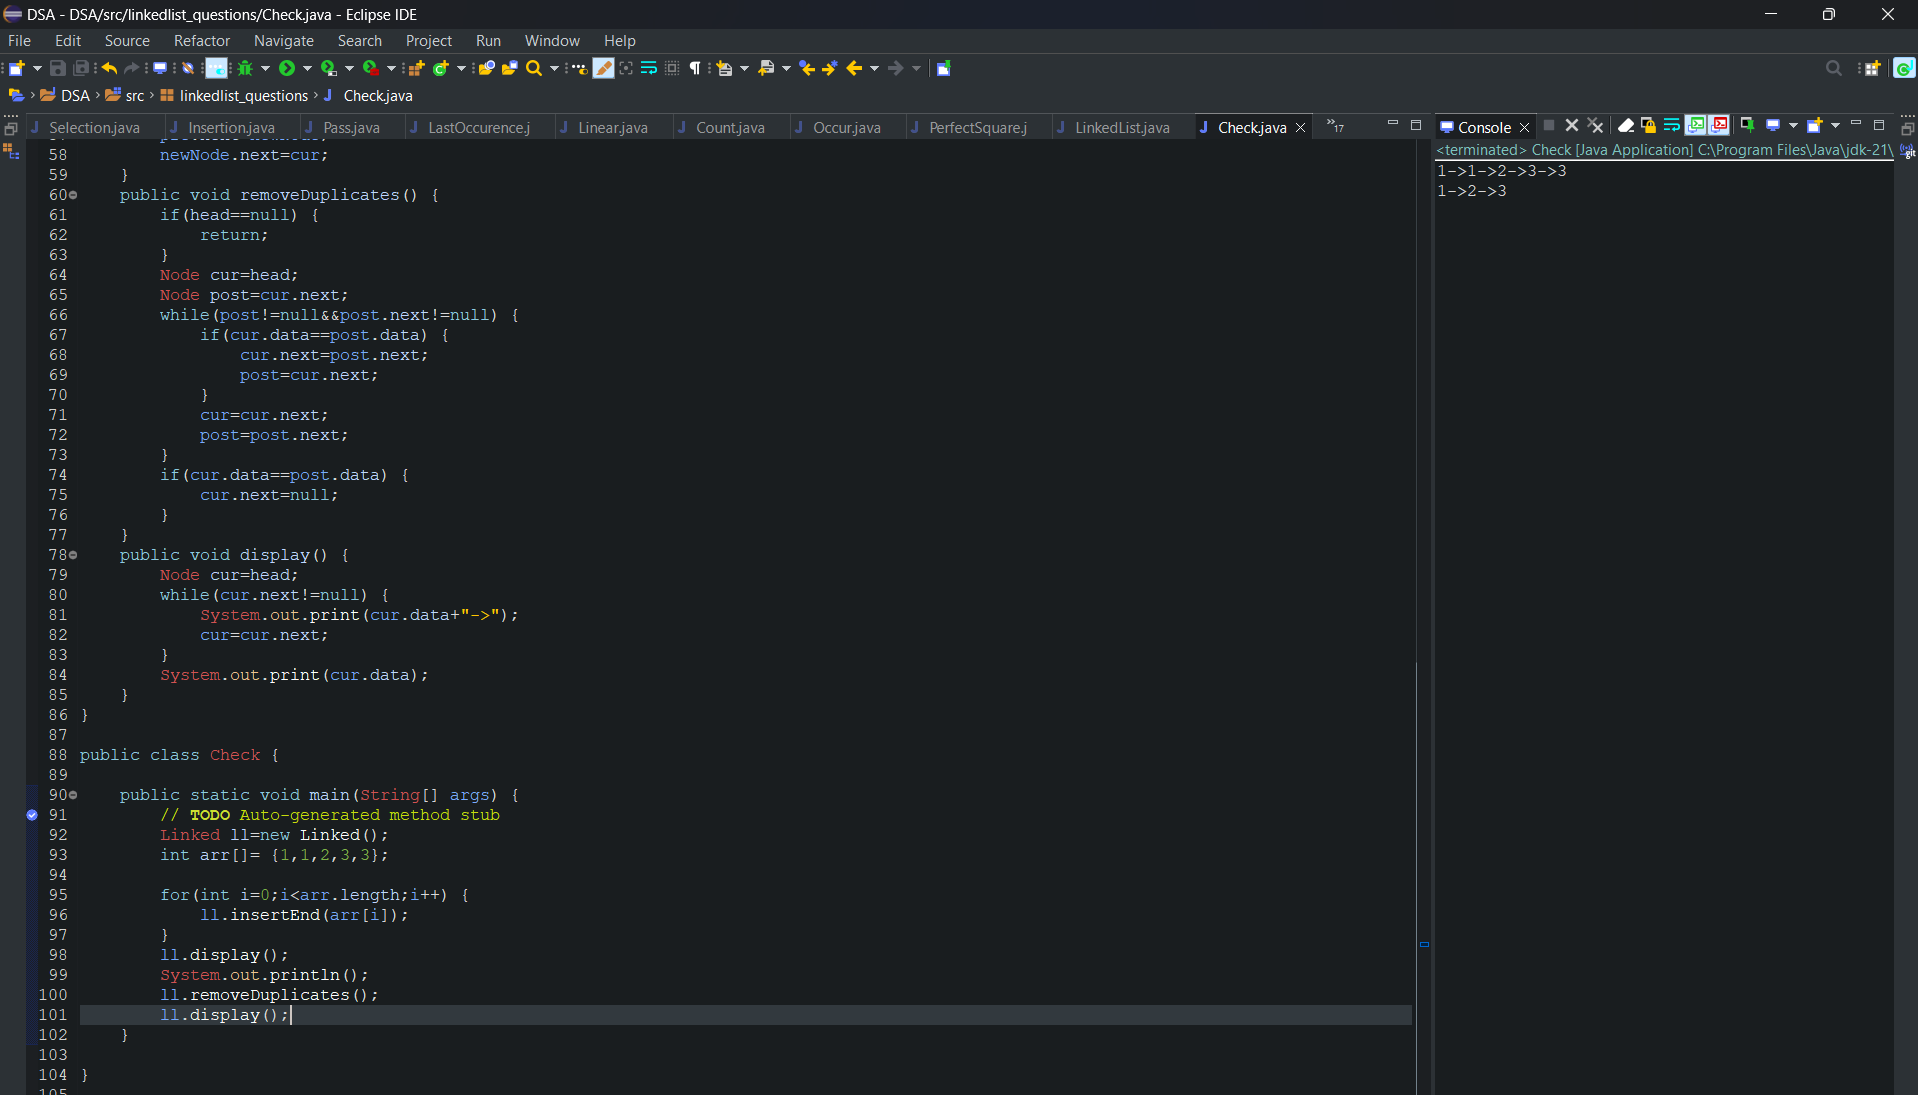 DSA - DSA/src/linkedlist_questions/Check.java - Eclipse IDE
File Edit Source Refactor Navigate Search Project Run Window Help
DSA src linkedlist_questions Check.java
Selection.java Insertion.java Pass.java LastOccurence.j Linear.java Count.java Occur.java PerfectSquare.j LinkedList.java Check.java »17
58 newNode.next=cur;
59 }
60 public void removeDuplicates() {
61 if(head==null) {
62 return;
63 }
64 Node cur=head;
65 Node post=cur.next;
66 while(post!=null&&post.next!=null) {
67 if(cur.data==post.data) {
68 cur.next=post.next;
69 post=cur.next;
70 }
71 cur=cur.next;
72 post=post.next;
73 }
74 if(cur.data==post.data) {
75 cur.next=null;
76 }
77 }
78 public void display() {
79 Node cur=head;
80 while(cur.next!=null) {
81 System.out.print(cur.data+"->");
82 cur=cur.next;
83 }
84 System.out.print(cur.data);
85 }
86 }
87
88 public class Check {
89
90 public static void main(String[] args) {
91 // TODO Auto-generated method stub
92 Linked ll=new Linked();
93 int arr[]= {1,1,2,3,3};
94
95 for(int i=0;i<arr.length;i++) {
96 ll.insertEnd(arr[i]);
97 }
98 ll.display();
99 System.out.println();
100 ll.removeDuplicates();
101 ll.display();
102 }
103
104 }
105
Console
<terminated> Check [Java Application] C:\Program Files\Java\jdk-21\
1->1->2->3->3
1->2->3
git